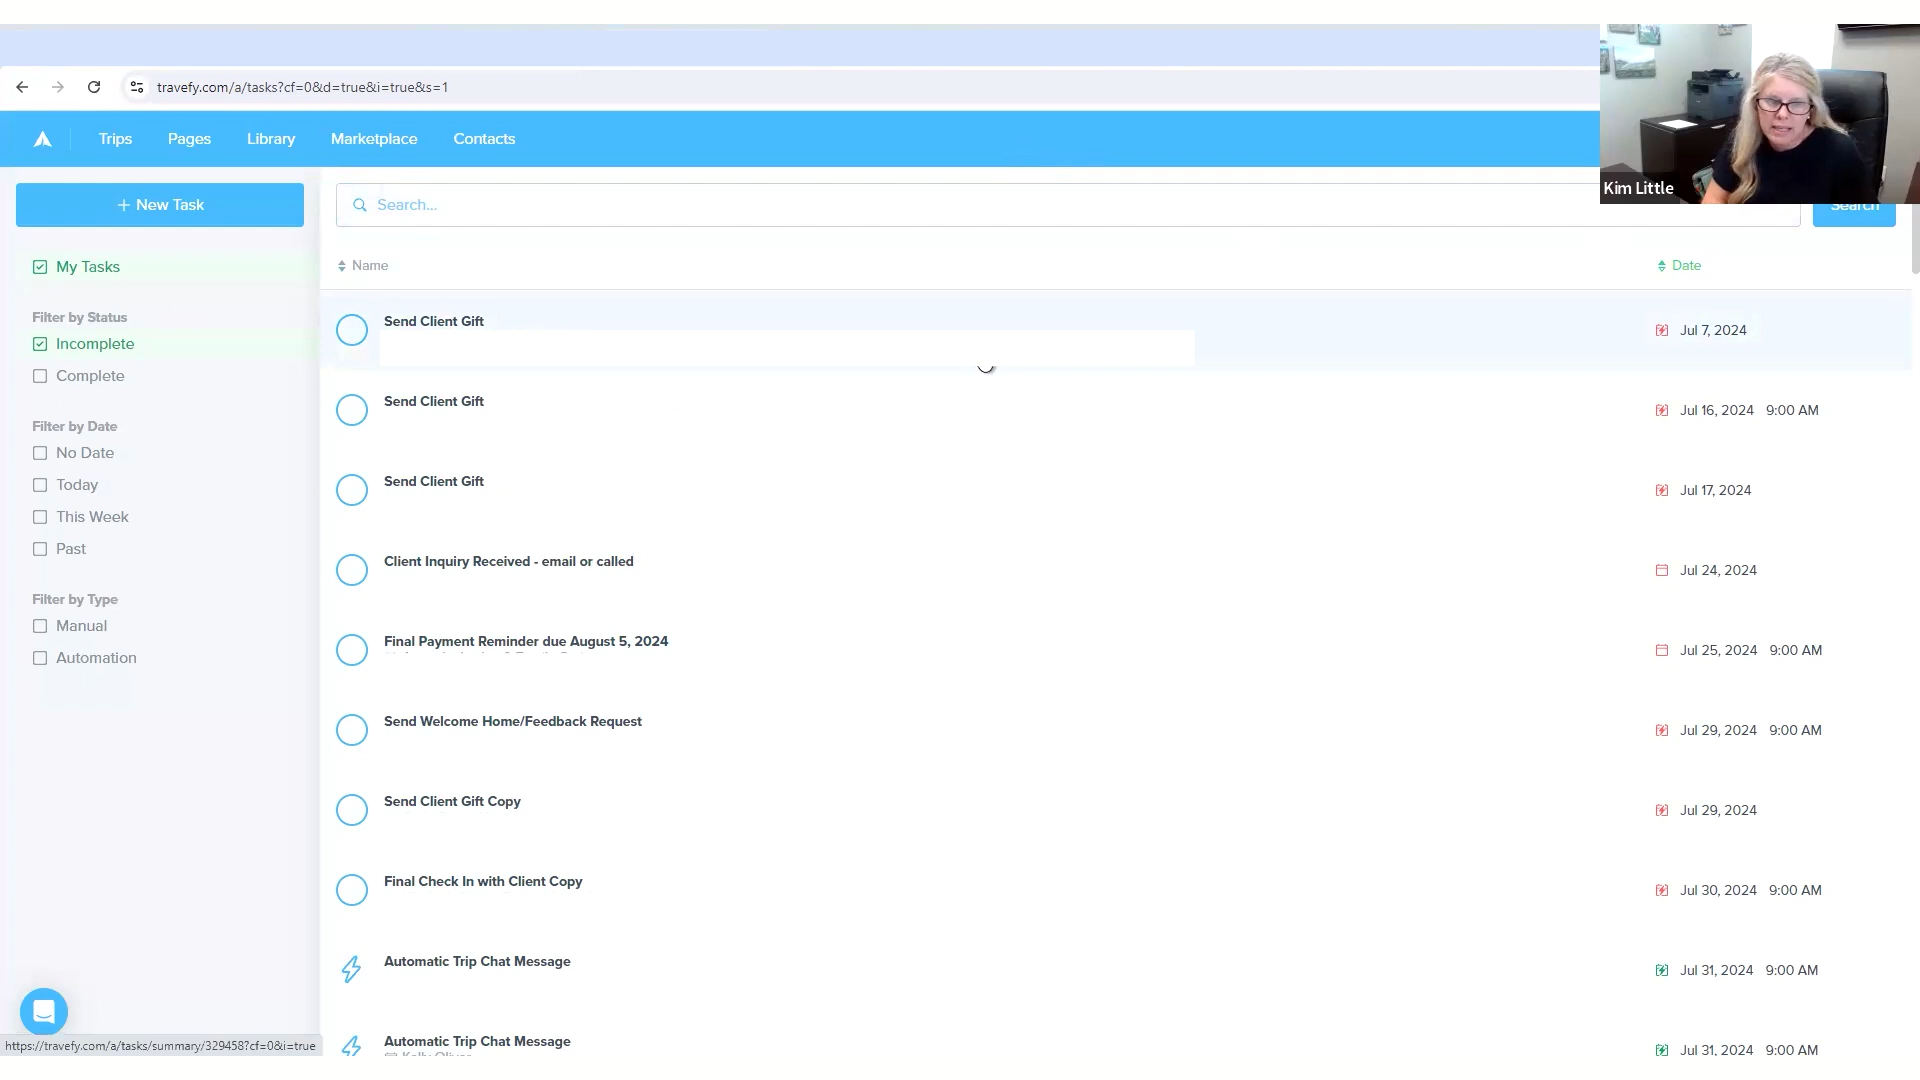 travefy.com/a/tasks?cf=0&d=true&i=true&s=1
Trips
Pages
Library
Marketplace
Contacts
Kim Little
+ New Task
Search...
Search
My Tasks
Name
Date
Filter by Status
Incomplete
Complete
Filter by Date
No Date
Today
This Week
Past
Filter by Type
Manual
Automation
Send Client Gift
Jul 7, 2024
Send Client Gift
Jul 16, 2024 9:00 AM
Send Client Gift
Jul 17, 2024
Client Inquiry Received - email or called
Jul 24, 2024
Final Payment Reminder due August 5, 2024
Jul 25, 2024 9:00 AM
Send Welcome Home/Feedback Request
Jul 29, 2024 9:00 AM
Send Client Gift Copy
Jul 29, 2024
Final Check In with Client Copy
Jul 30, 2024 9:00 AM
Automatic Trip Chat Message
Jul 31, 2024 9:00 AM
Automatic Trip Chat Message
Jul 31, 2024 9:00 AM
https://travefy.com/a/tasks/summary/329458?cf=0&i=true